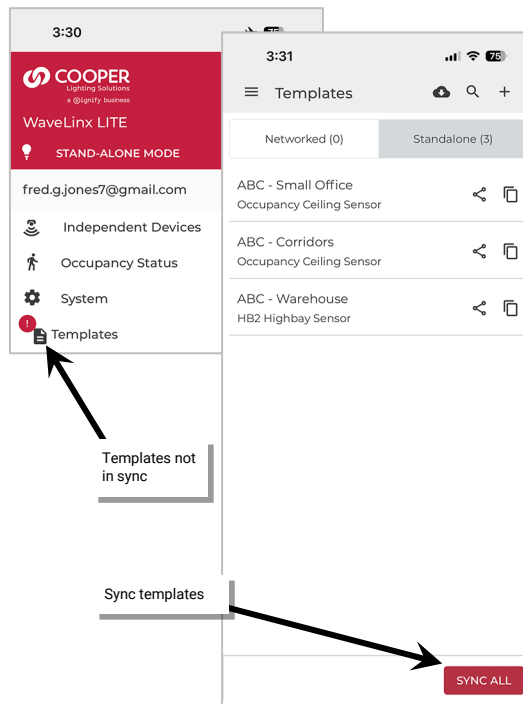 3:30
COOPER
Lighting Solutions
a Signify business
WaveLinx LITE
STAND-ALONE MODE
fred.g.jones7@gmail.com
Independent Devices
Occupancy Status
System
!
Templates
Templates not
in sync
3:31
75
Templates
Networked (0)
Standalone (3)
ABC - Small Office
Occupancy Ceiling Sensor
ABC - Corridors
Occupancy Ceiling Sensor
ABC - Warehouse
HB2 Highbay Sensor
Sync templates
SYNC ALL